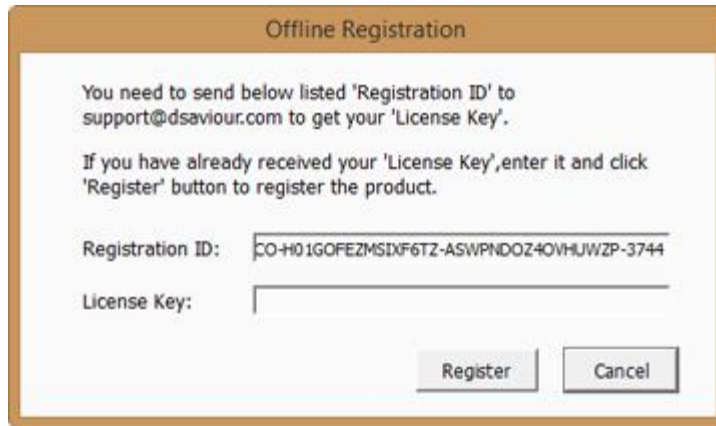 Offline Registration
You need to send below listed 'Registration ID' to
support@dsaviour.com to get your 'License Key'.
If you have already received your 'License Key',enter it and click
'Register' button to register the product.
Registration ID: CO-H01GOFEZMSIXF6TZ-ASWPNDOZ4OVHUWZP-3744
License Key:
Register Cancel